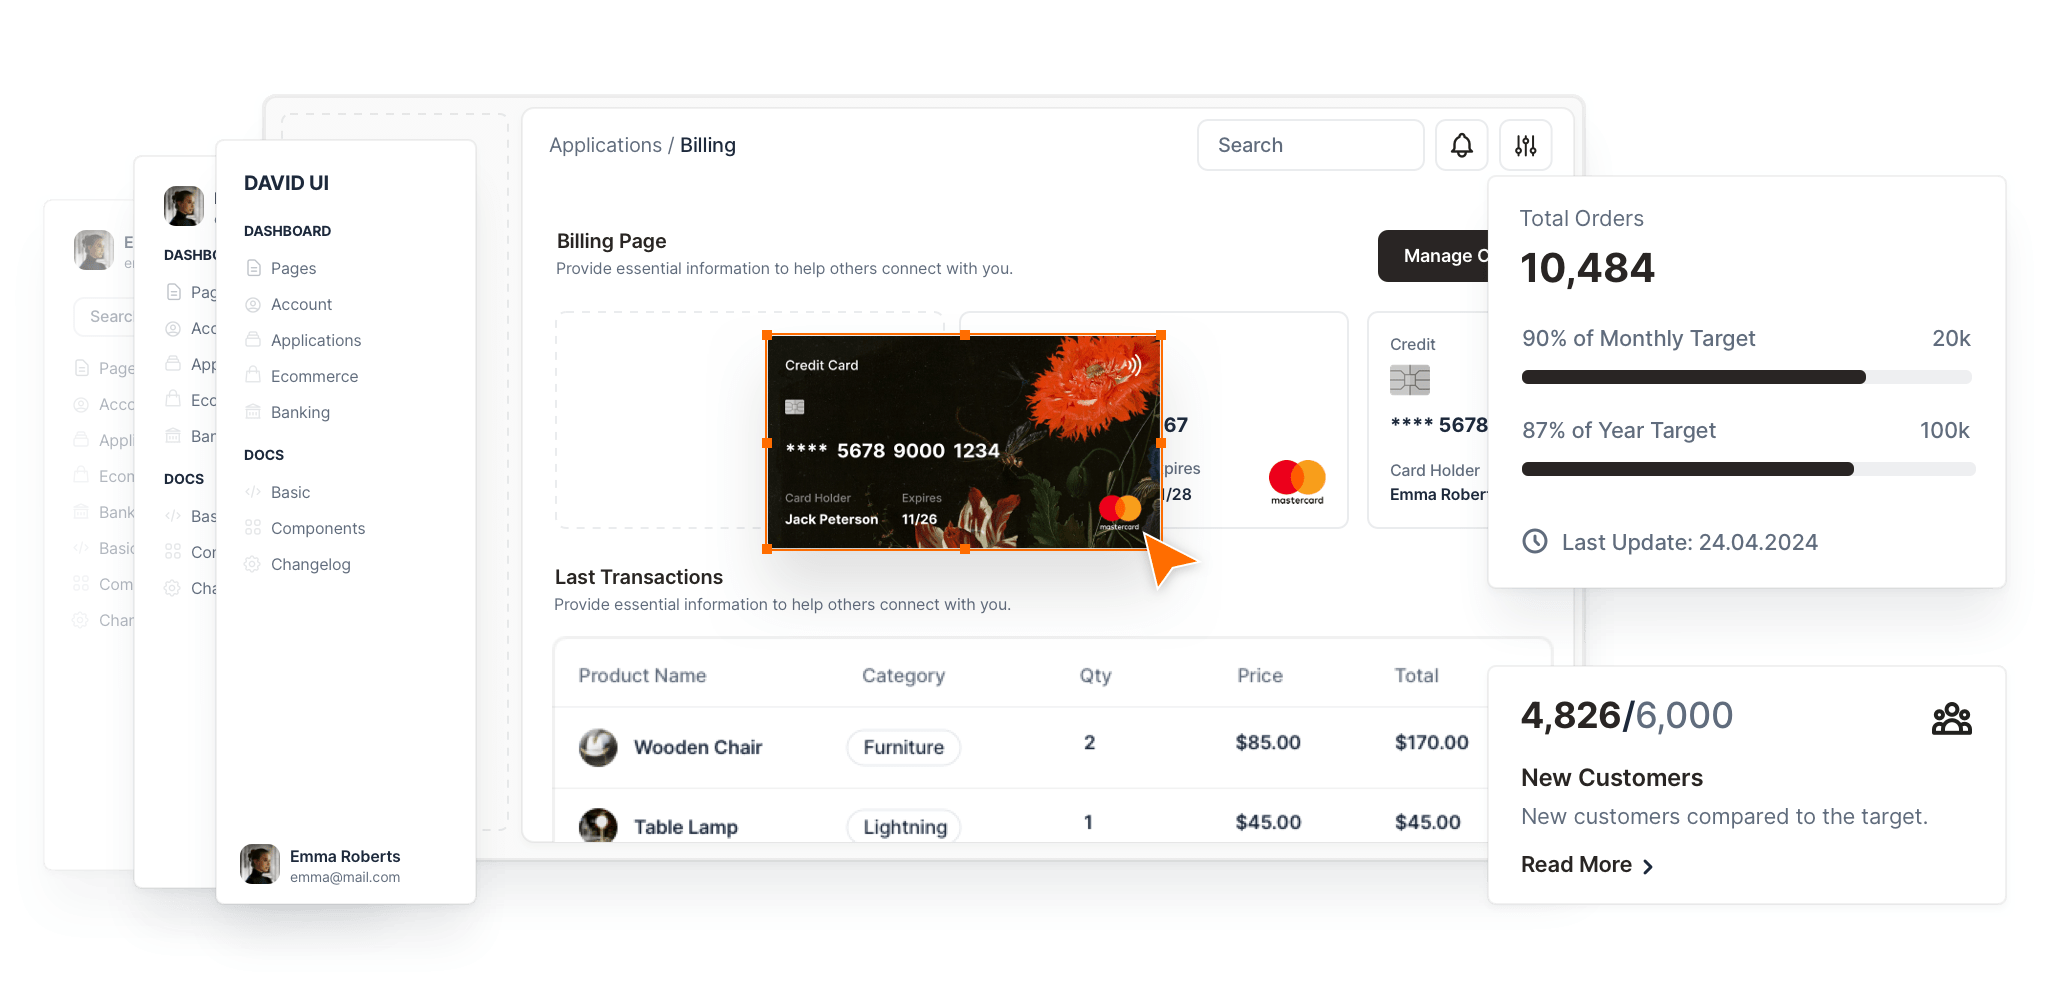 E
Searc
Page
Acco
Appli
Ecom
Bank
Basic
Com
Char
DASHBO
Pag
Acc
App
Eco
Bar
DOCS
Bas
Cor
Cha
DAVID UI
DASHBOARD
Pages
Account
Applications
Ecommerce
Banking
DOCS
Basic
Components
Changelog
Emma Roberts
emma@mail.com
Applications / Billing
Search
Billing Page
Provide essential information to help others connect with you.
Manage C
Credit Card
**** 5678 9000 1234
Card Holder Expires
Jack Peterson 11/26
mastercard
67
pires
/28
mastercard
Credit
**** 5678
Card Holder
Emma Rober
Last Transactions
Provide essential information to help others connect with you.
Product Name Category Qty Price Total
Wooden Chair Furniture 2 $85.00 $170.00
Table Lamp Lightning 1 $45.00 $45.00
Total Orders
10,484
90% of Monthly Target 20k
87% of Year Target 100k
Last Update: 24.04.2024
4,826/6,000
New Customers
New customers compared to the target.
Read More